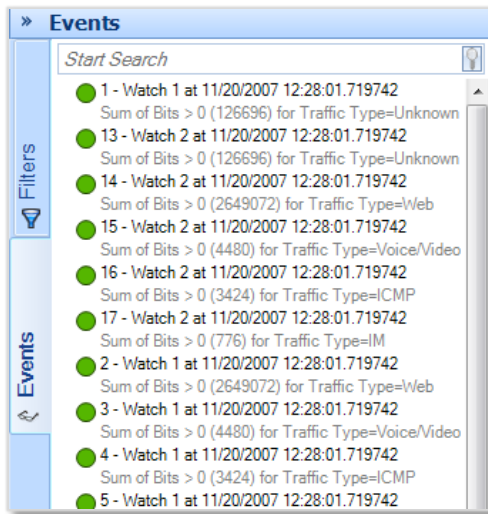 » Events
Start Search
Filters
Events
1 - Watch 1 at 11/20/2007 12:28:01.719742
Sum of Bits > 0 (126696) for Traffic Type=Unknown
13 - Watch 2 at 11/20/2007 12:28:01.719742
Sum of Bits > 0 (126696) for Traffic Type=Unknown
14 - Watch 2 at 11/20/2007 12:28:01.719742
Sum of Bits > 0 (2649072) for Traffic Type=Web
15 - Watch 2 at 11/20/2007 12:28:01.719742
Sum of Bits > 0 (4480) for Traffic Type=Voice/Video
16 - Watch 2 at 11/20/2007 12:28:01.719742
Sum of Bits > 0 (3424) for Traffic Type=ICMP
17 - Watch 2 at 11/20/2007 12:28:01.719742
Sum of Bits > 0 (776) for Traffic Type=IM
2 - Watch 1 at 11/20/2007 12:28:01.719742
Sum of Bits > 0 (2649072) for Traffic Type=Web
3 - Watch 1 at 11/20/2007 12:28:01.719742
Sum of Bits > 0 (4480) for Traffic Type=Voice/Video
4 - Watch 1 at 11/20/2007 12:28:01.719742
Sum of Bits > 0 (3424) for Traffic Type=ICMP
5 - Watch 1 at 11/20/2007 12:28:01.719742